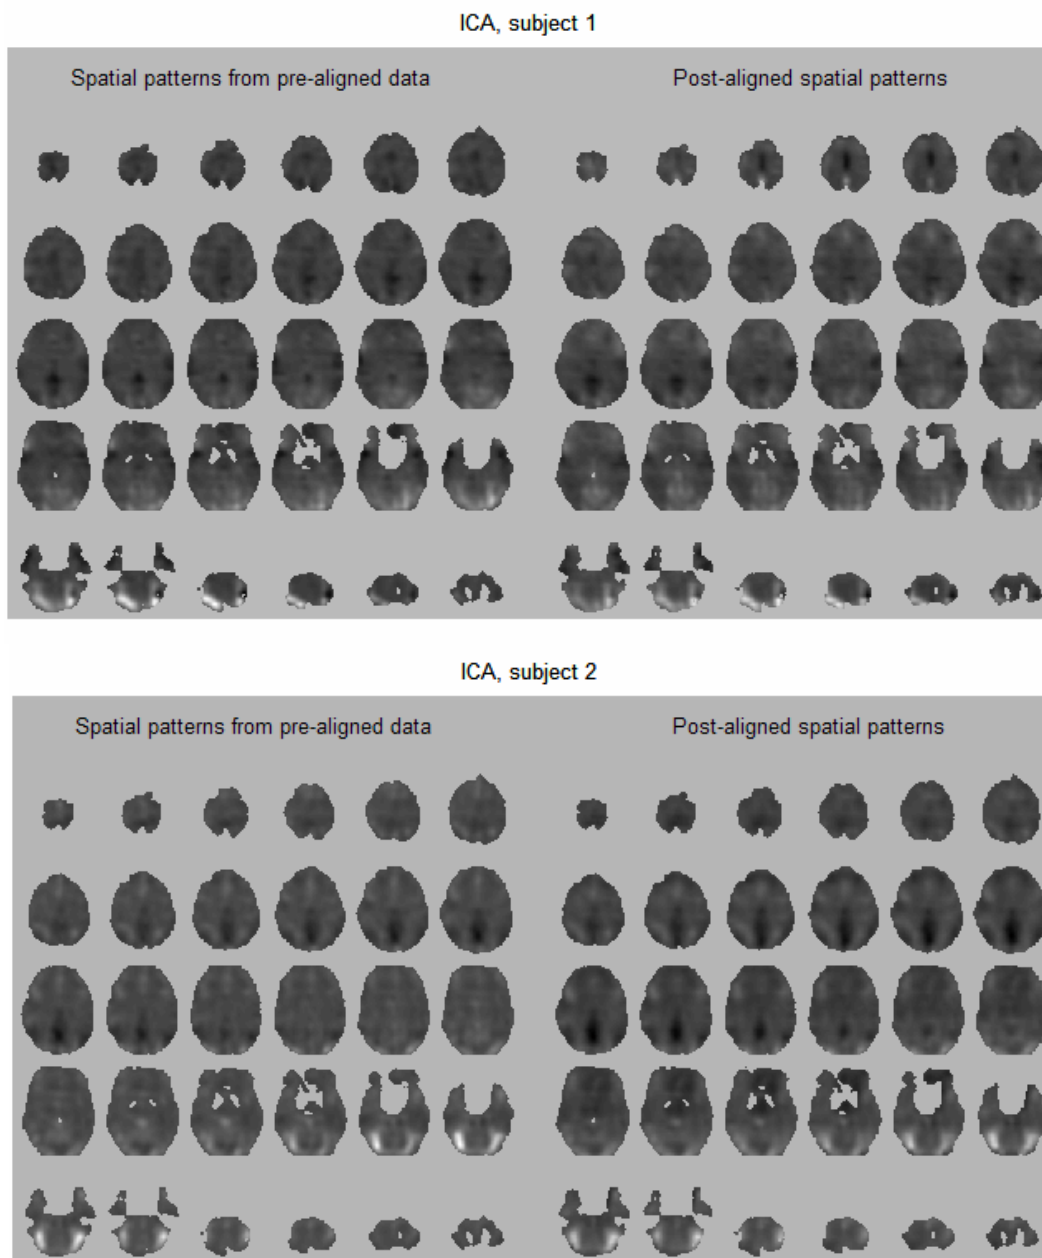 ICA, subject 1
Spatial patterns from pre-aligned data
Post-aligned spatial patterns
ICA, subject 2
Spatial patterns from pre-aligned data
Post-aligned spatial patterns